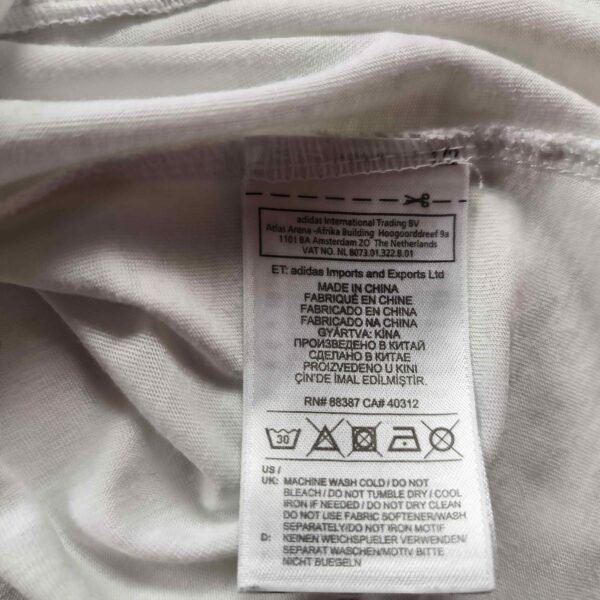 adidas International Trading BV
Atlas Arena -Afrika Building Hoogoorddreef 9a
1101 BA Amsterdam ZO The Netherlands
VAT NO. NL 8073.01.322.B.01
ET: adidas Imports and Exports Ltd
MADE IN CHINA
FABRIQUÉ EN CHINE
FABRICADO EN CHINA
FABRICADO NA CHINA
GYÁRTVA: KÍNA
ПРОИЗВЕДЕНО В КИТАЙ
СДЕЛАНО В КИТАЕ
PROIZVEDENO U KINI
ÇİN'DE İMAL EDİLMİŞTİR.
RN# 88387 CA# 40312
30
US /
UK: MACHINE WASH COLD / DO NOT
BLEACH / DO NOT TUMBLE DRY / COOL
IRON IF NEEDED / DO NOT DRY CLEAN
DO NOT USE FABRIC SOFTENER/WASH
SEPARATELY/DO NOT IRON MOTIF
D: KEINEN WEICHSPUELER VERWENDEN/
SEPARAT WASCHEN/MOTIV BITTE
NICHT BUEGELN